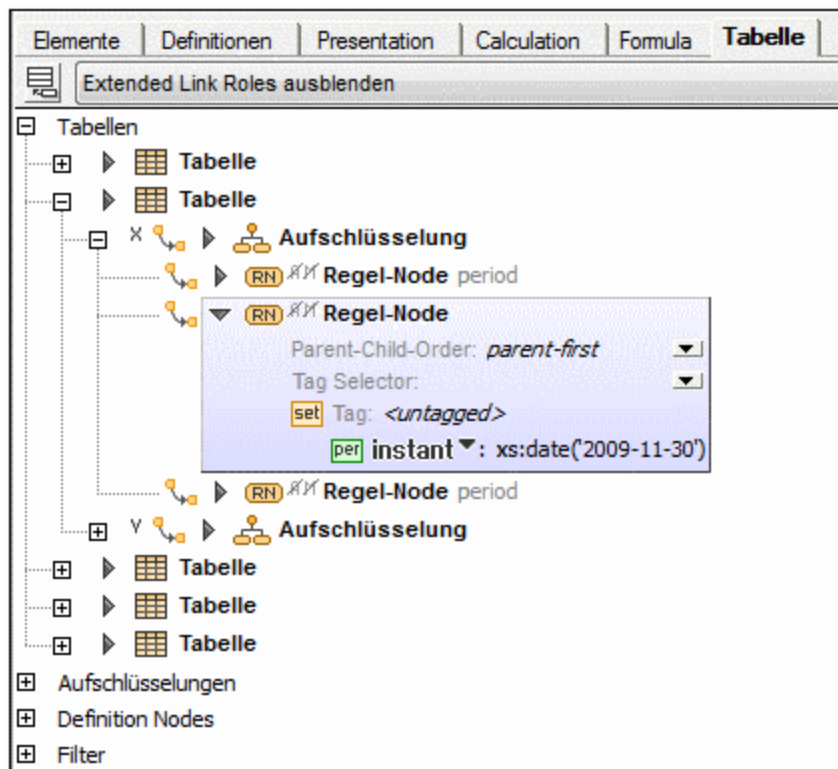 Elemente Definitionen Presentation Calculation Formula Tabelle
Extended Link Roles ausblenden
Tabellen
Tabelle
Tabelle
X Aufschlüsselung
RN Regel-Node period
RN Regel-Node
Parent-Child-Order: parent-first
Tag Selector:
set Tag: <untagged>
per instant : xs:date('2009-11-30')
RN Regel-Node period
Y Aufschlüsselung
Tabelle
Tabelle
Tabelle
Aufschlüsselungen
Definition Nodes
Filter